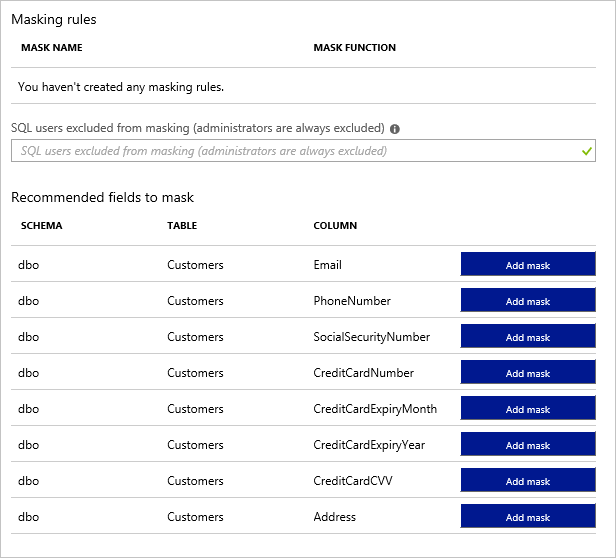 Masking rules
MASK NAME MASK FUNCTION
You haven't created any masking rules.
SQL users excluded from masking (administrators are always excluded)
SQL users excluded from masking (administrators are always excluded)
Recommended fields to mask
SCHEMA TABLE COLUMN
dbo Customers Email Add mask
dbo Customers PhoneNumber Add mask
dbo Customers SocialSecurityNumber Add mask
dbo Customers CreditCardNumber Add mask
dbo Customers CreditCardExpiryMonth Add mask
dbo Customers CreditCardExpiryYear Add mask
dbo Customers CreditCardCVV Add mask
dbo Customers Address Add mask